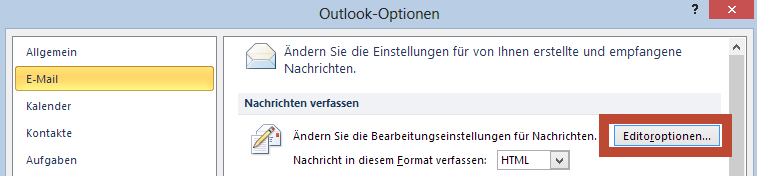 Outlook-Optionen
?
Allgemein
E-Mail
Kalender
Kontakte
Aufgaben
Ändern Sie die Einstellungen für von Ihnen erstellte und empfangene
Nachrichten.
Nachrichten verfassen
Ändern Sie die Bearbeitungseinstellungen für Nachrichten.
Editoroptionen...
Nachricht in diesem Format verfassen: HTML